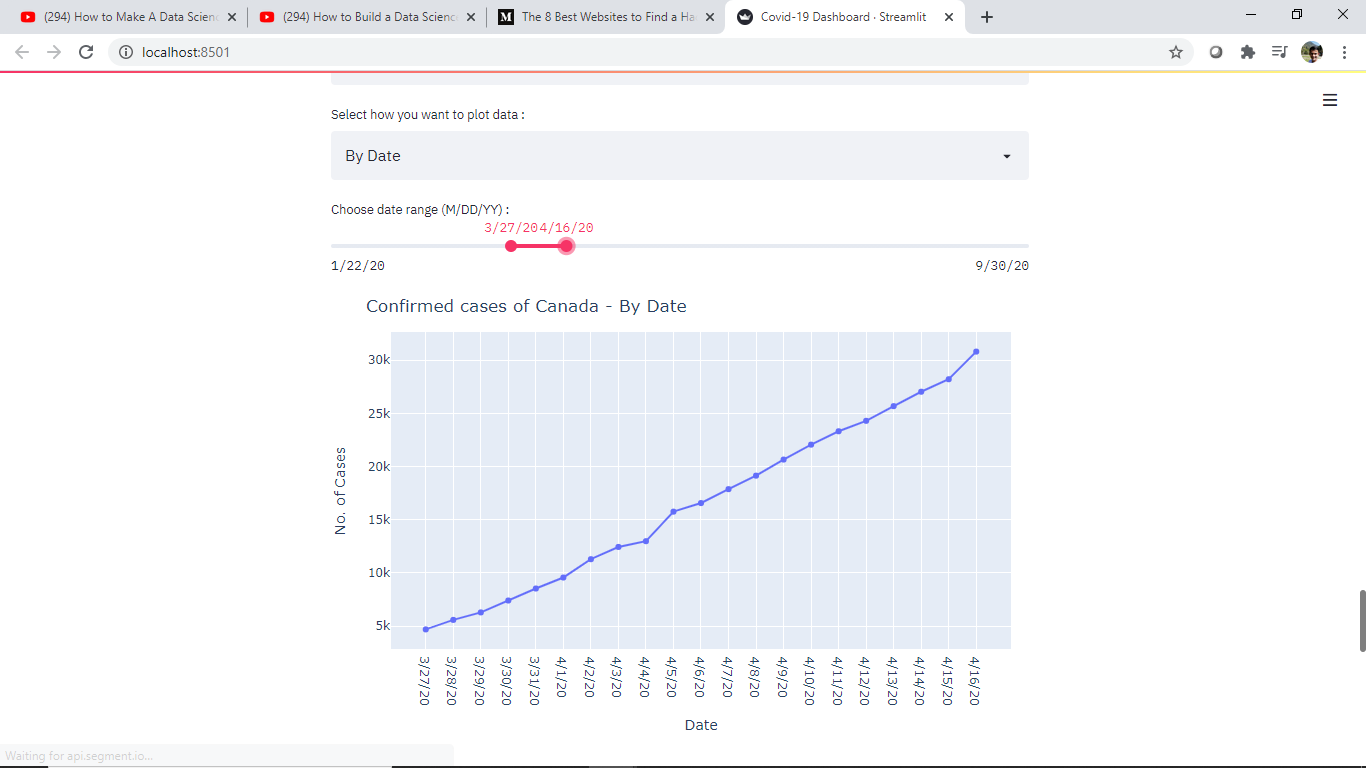 (294) How to Make A Data Scienc
(294) How to Build a Data Science
M The 8 Best Websites to Find a Ha
Covid-19 Dashboard · Streamlit
localhost:8501
Select how you want to plot data :
By Date
Choose date range (M/DD/YY) :
3/27/20 4/16/20
1/22/20 9/30/20
Confirmed cases of Canada - By Date
30k
25k
20k
15k
10k
5k
No. of Cases
3/27/20
3/28/20
3/29/20
3/30/20
3/31/20
4/1/20
4/2/20
4/3/20
4/4/20
4/5/20
4/6/20
4/7/20
4/8/20
4/9/20
4/10/20
4/11/20
4/12/20
4/13/20
4/14/20
4/15/20
4/16/20
Date
Waiting for api.segment.io...